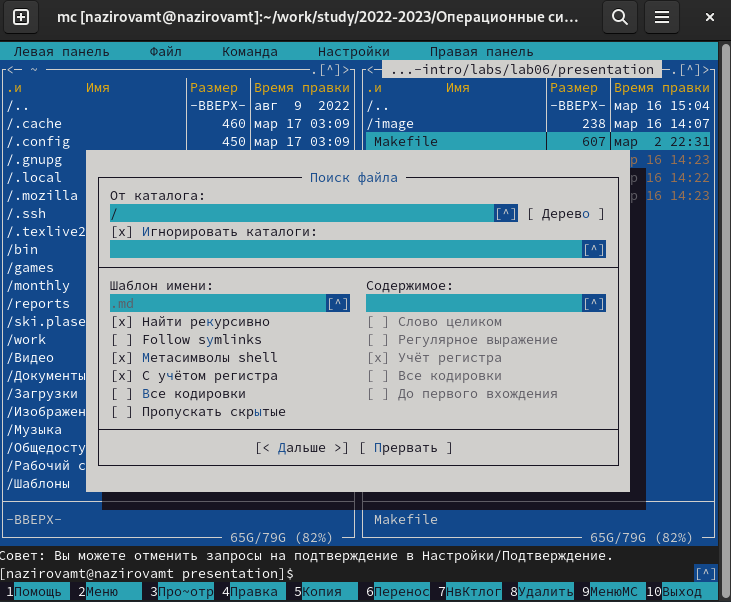 mc [nazirovamt@nazirovamt]:~/work/study/2022-2023/Операционные си...
Левая панель Файл Команда Настройки Правая панель
<─ ~ .[^]> <─ ...-intro/labs/lab06/presentation .[^]>
.и Имя Размер Время правки .и Имя Размер Время правки
/.. -ВВЕРХ- авг 9 2022 /.. -ВВЕРХ- мар 16 15:04
/.cache 460 мар 17 03:09 /image 238 мар 16 14:07
/.config 450 мар 17 03:09 Makefile 607 мар 2 22:31
/.gnupg р 16 14:23
/.local р 16 14:22
/.mozilla р 16 14:23
/.ssh
/.texlive2
/bin
/games
/monthly
/reports
/ski.plase
/work
/Видео
/Документы
/Загрузки
/Изображен
/Музыка
/Общедосту
/Рабочий с
/Шаблоны
Поиск файла
От каталога:
/ [^] [ Дерево ]
[x] Игнорировать каталоги:
[^]
Шаблон имени: Содержимое:
.md [^] [^]
[x] Найти рекурсивно [ ] Слово целиком
[ ] Follow symlinks [ ] Регулярное выражение
[x] Метасимволы shell [x] Учёт регистра
[x] С учётом регистра [ ] Все кодировки
[ ] Все кодировки [ ] До первого вхождения
[ ] Пропускать скрытые
[< Дальше >] [ Прервать ]
-ВВЕРХ- Makefile
65G/79G (82%) 65G/79G (82%)
Совет: Вы можете отменить запросы на подтверждение в Настройки/Подтверждение.
[nazirovamt@nazirovamt presentation]$ [^]
1Помощь 2Меню 3Про~отр 4Правка 5Копия 6Перенос 7НвКтлог 8Удалить 9МенюМС 10Выход